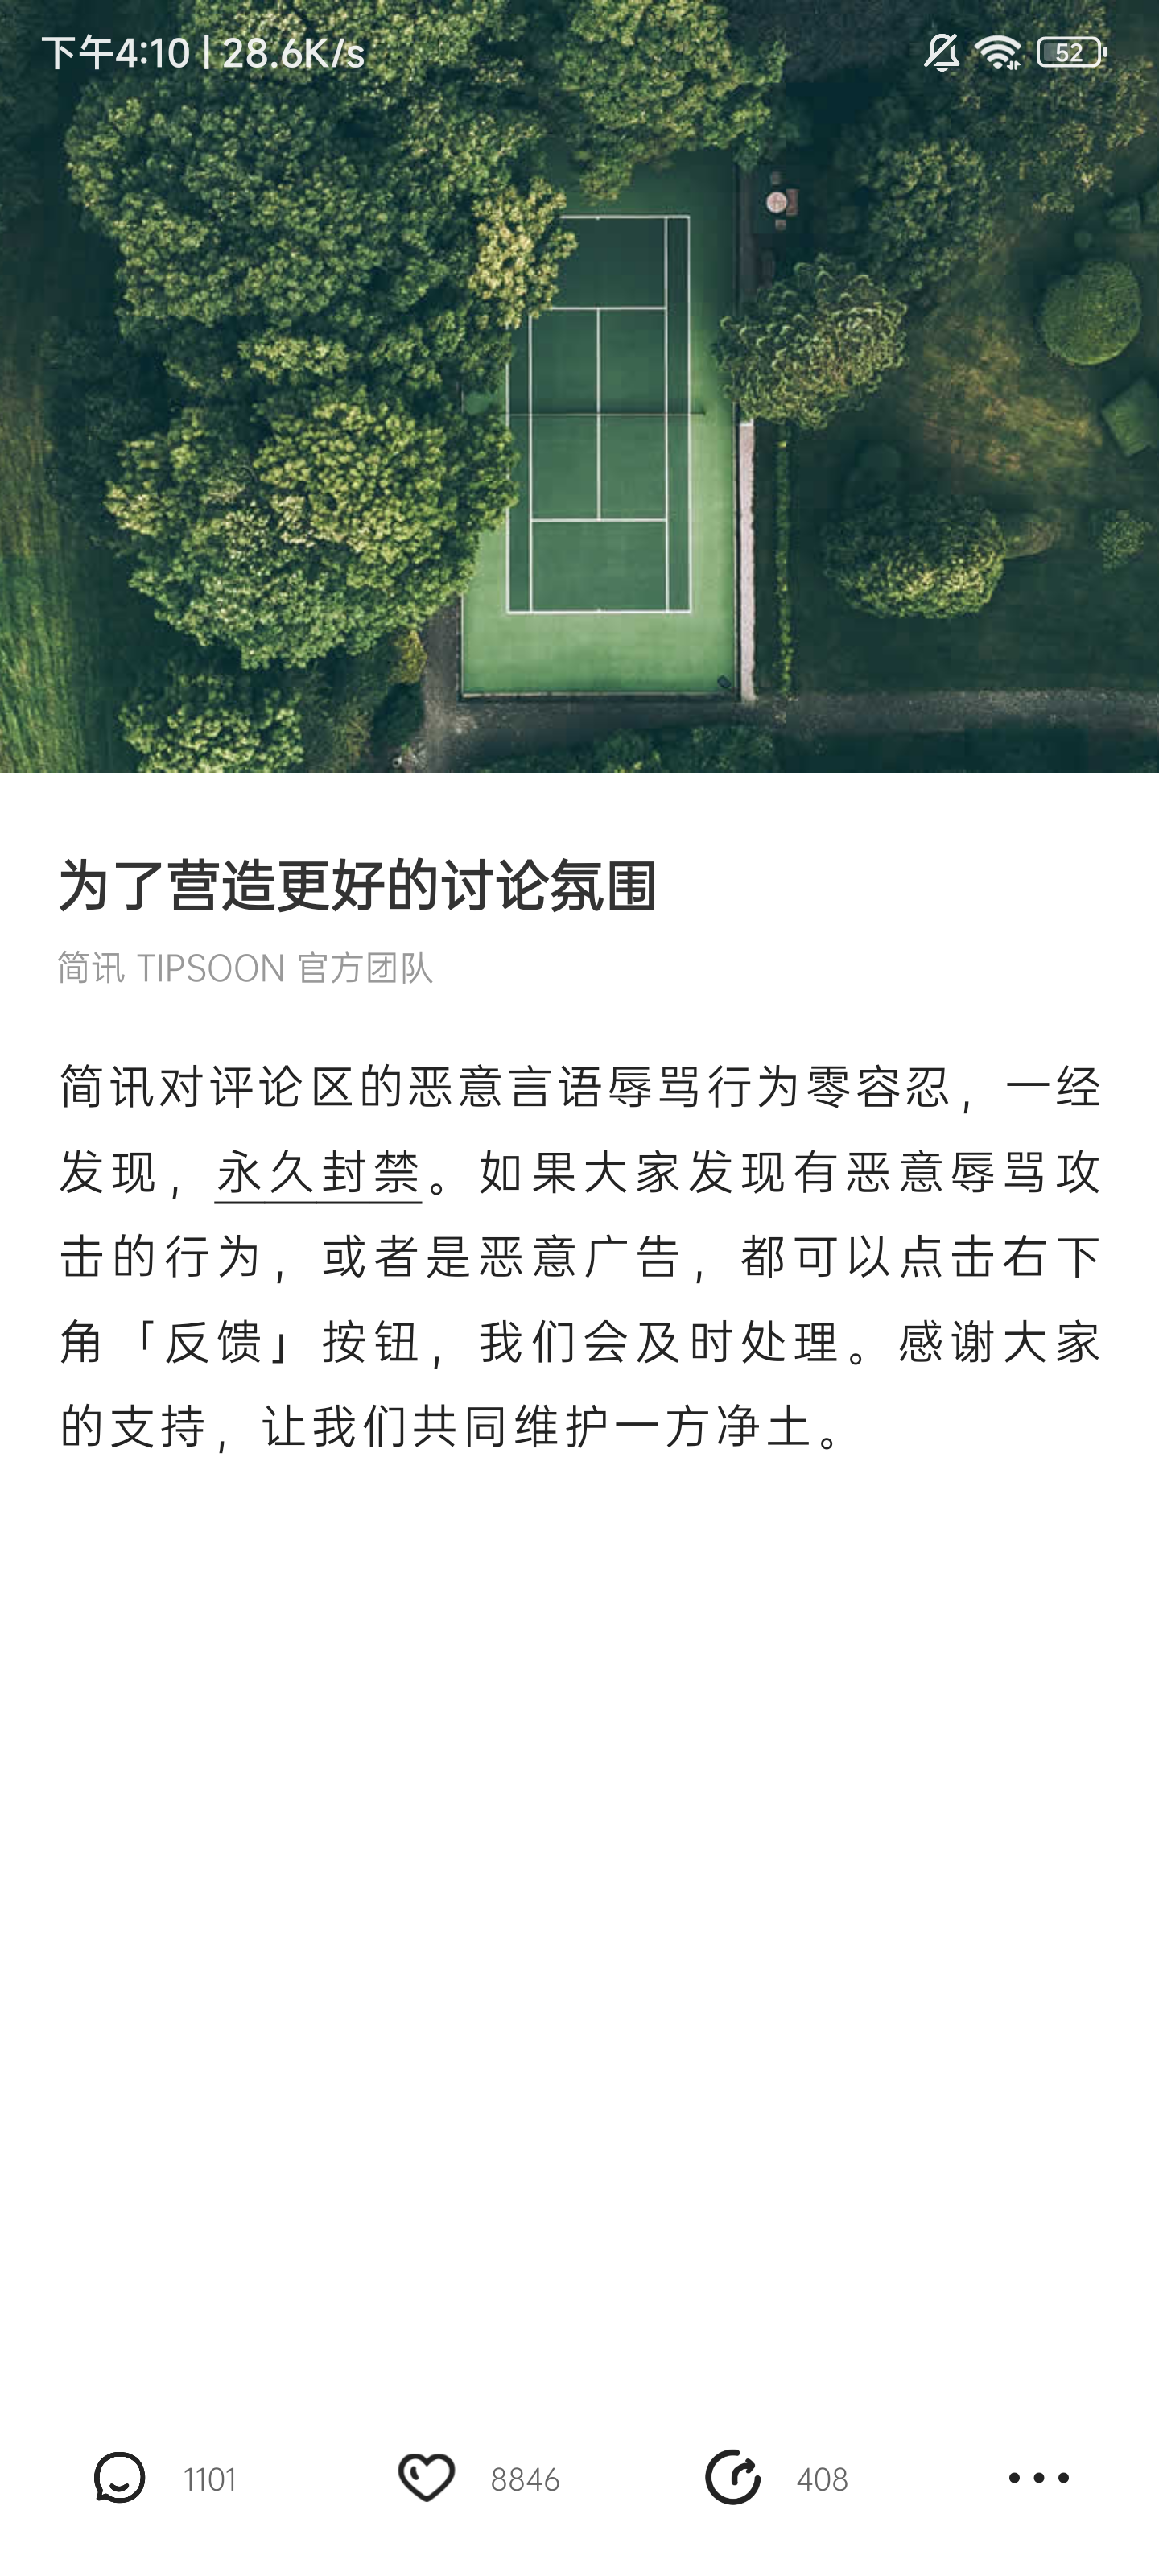 下午4:10 | 28.6K/s
52
为了营造更好的讨论氛围
简讯 TIPSOON 官方团队
简讯对评论区的恶意言语辱骂行为零容忍，一经
发现，永久封禁。如果大家发现有恶意辱骂攻
击的行为，或者是恶意广告，都可以点击右下
角「反馈」按钮，我们会及时处理。感谢大家
的支持，让我们共同维护一方净土。
1101
8846
408